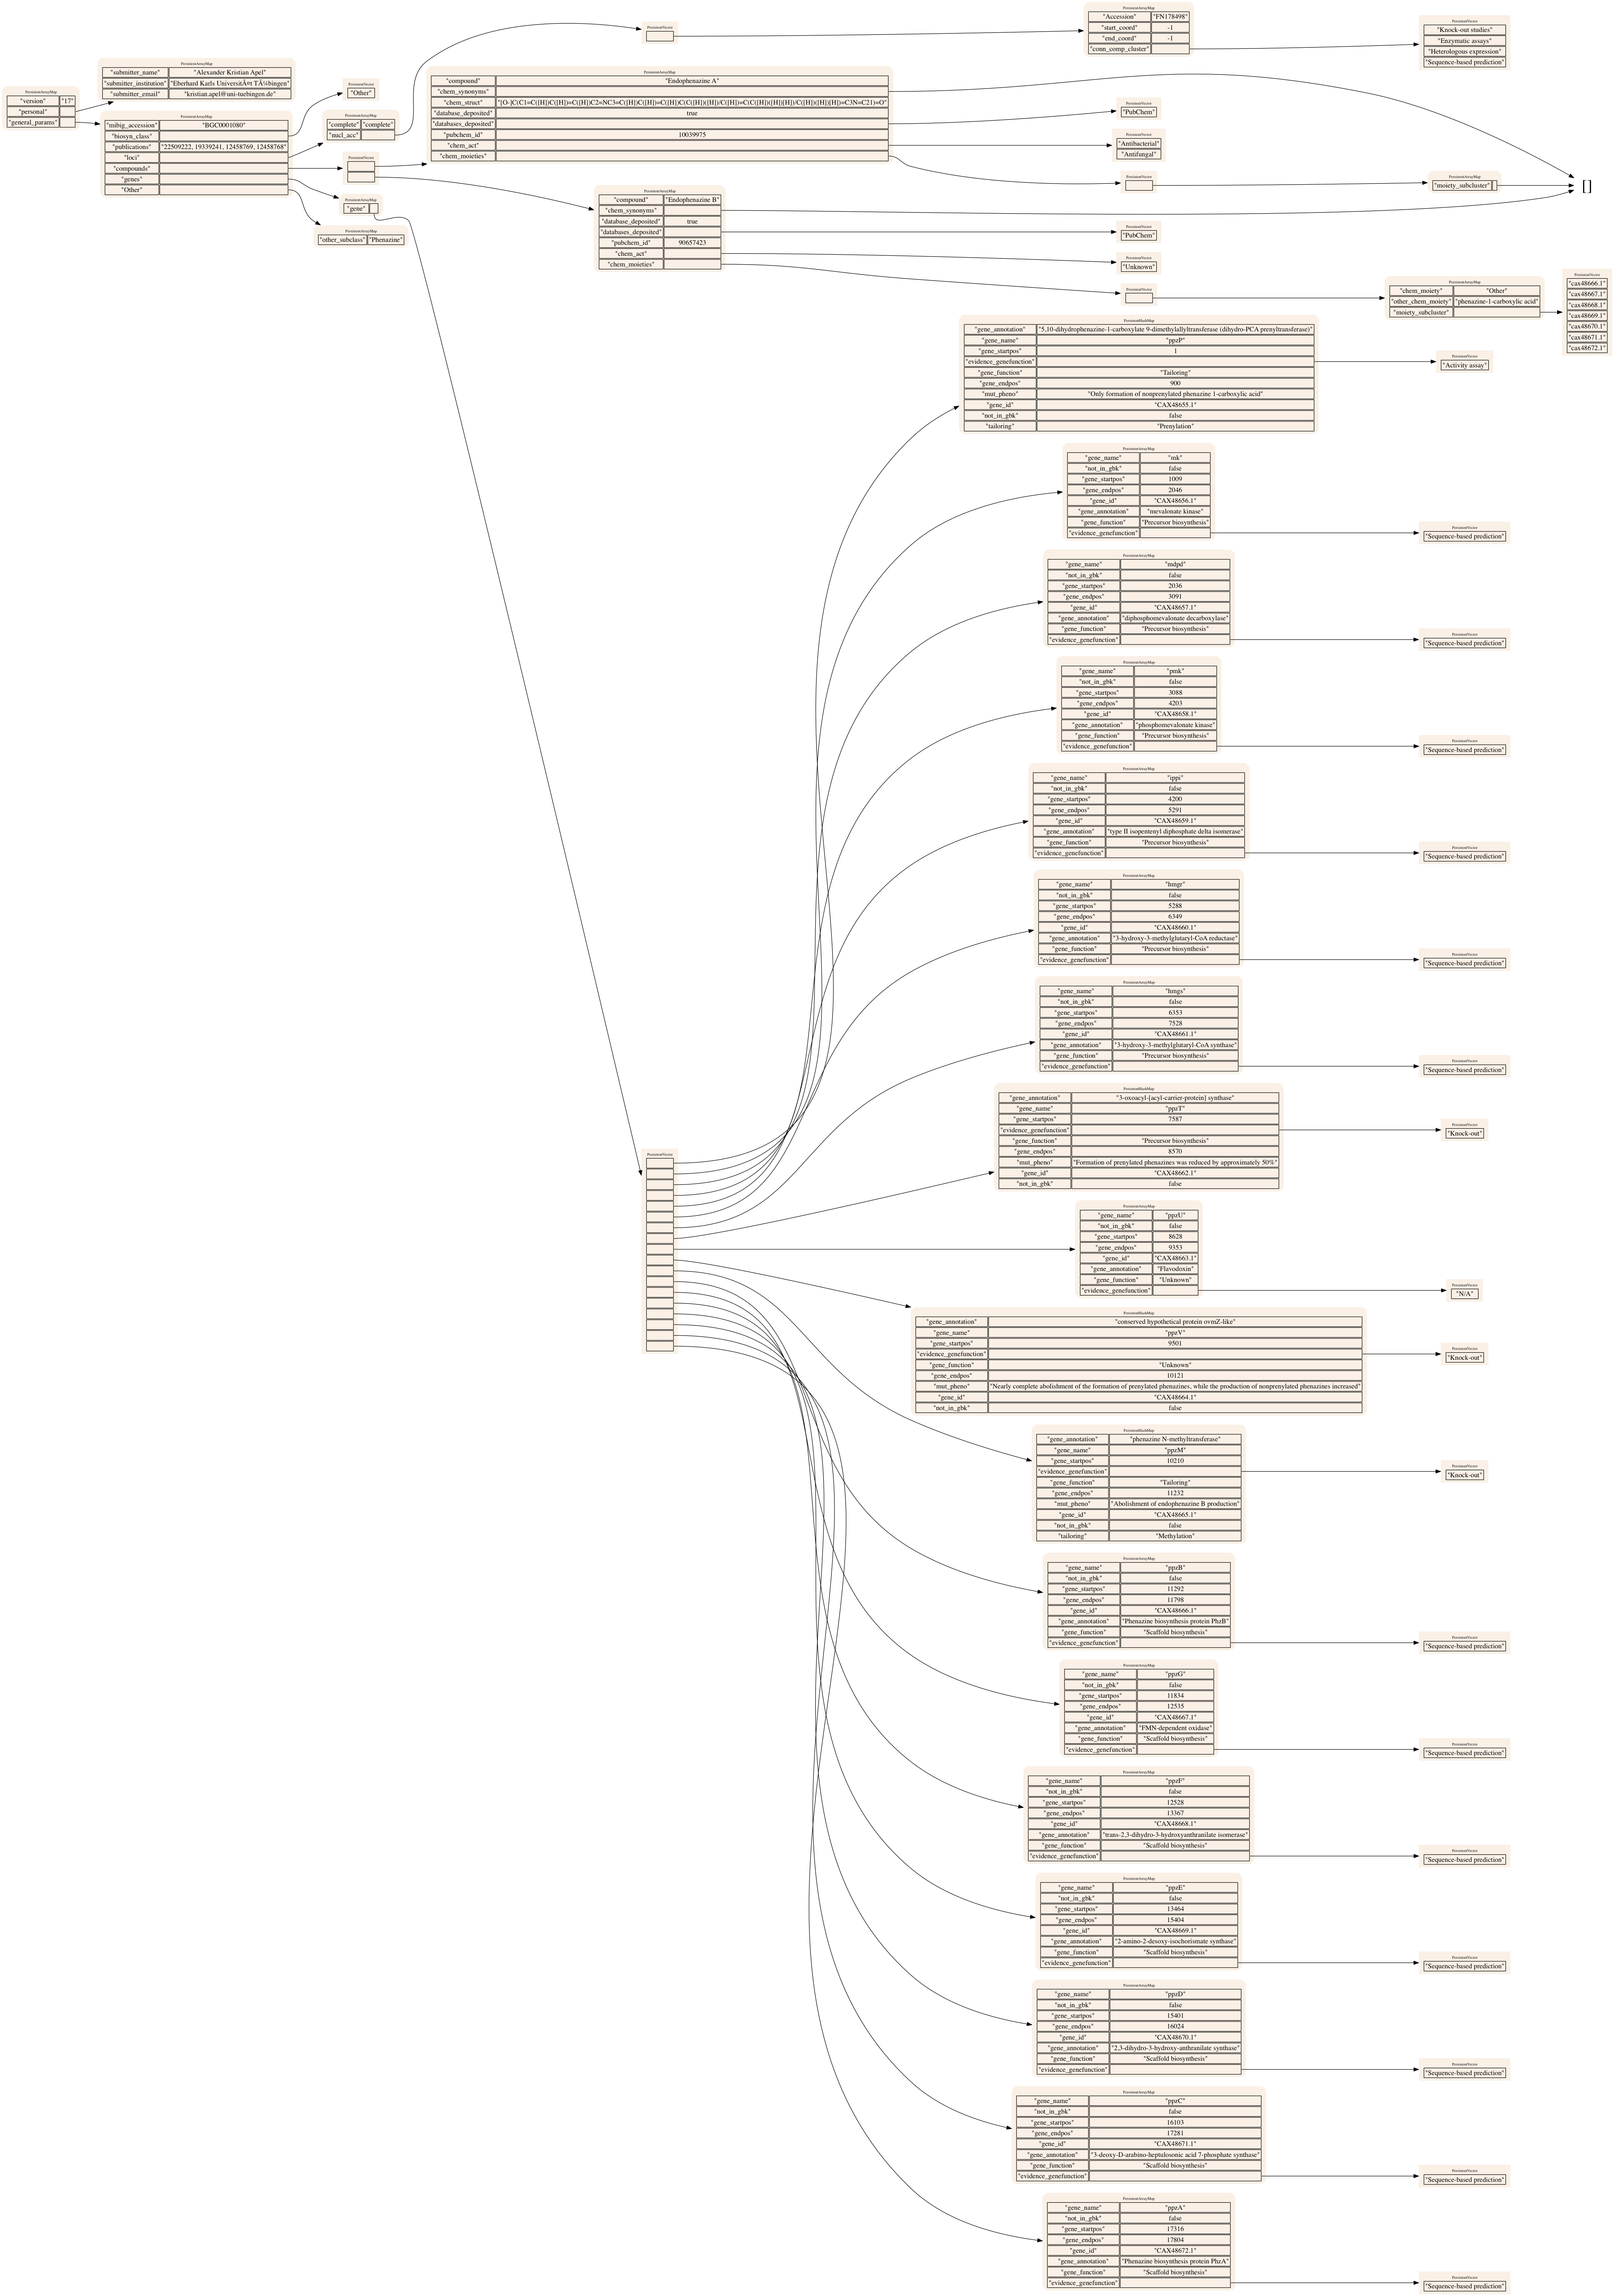 PersistentArrayMap
"version" "17"
"personal"
"general_params"
PersistentArrayMap
"submitter_name" "Alexander Kristian Apel"
"submitter_institution" "Eberhard Karls UniversitÃ¤t TÃ¼bingen"
"submitter_email" "kristian.apel@uni-tuebingen.de"
PersistentArrayMap
"mibig_accession" "BGC0001080"
"biosyn_class"
"publications" "22509222, 19339241, 12458769, 12458768"
"loci"
"compounds"
"genes"
"Other"
PersistentVector
"Other"
PersistentArrayMap
"complete" "complete"
"nucl_acc"
PersistentVector
PersistentArrayMap
"gene"
PersistentArrayMap
"other_subclass" "Phenazine"
PersistentVector
PersistentArrayMap
"Accession" "FN178498"
"start_coord" -1
"end_coord" -1
"conn_comp_cluster"
PersistentVector
"Knock-out studies"
"Enzymatic assays"
"Heterologous expression"
"Sequence-based prediction"
PersistentArrayMap
"compound" "Endophenazine A"
"chem_synonyms"
"chem_struct" "[O-]C(C1=C([H])C([H])=C([H])C2=NC3=C([H])C([H])=C([H])C(C([H])([H])/C([H])=C(C([H])([H])[H])/C([H])([H])[H])=C3N=C21)=O"
"database_deposited" true
"databases_deposited"
"pubchem_id" 10039975
"chem_act"
"chem_moieties"
PersistentVector
"PubChem"
PersistentVector
"Antibacterial"
"Antifungal"
PersistentVector
PersistentArrayMap
"moiety_subcluster"
[]
PersistentArrayMap
"compound" "Endophenazine B"
"chem_synonyms"
"database_deposited" true
"databases_deposited"
"pubchem_id" 90657423
"chem_act"
"chem_moieties"
PersistentVector
"PubChem"
PersistentVector
"Unknown"
PersistentVector
PersistentArrayMap
"chem_moiety" "Other"
"other_chem_moiety" "phenazine-1-carboxylic acid"
"moiety_subcluster"
PersistentVector
"cax48666.1"
"cax48667.1"
"cax48668.1"
"cax48669.1"
"cax48670.1"
"cax48671.1"
"cax48672.1"
PersistentVector
PersistentHashMap
"gene_annotation" "5,10-dihydrophenazine-1-carboxylate 9-dimethylallyltransferase (dihydro-PCA prenyltransferase)"
"gene_name" "ppzP"
"gene_startpos" 1
"evidence_genefunction"
"gene_function" "Tailoring"
"gene_endpos" 900
"mut_pheno" "Only formation of nonprenylated phenazine 1-carboxylic acid"
"gene_id" "CAX48655.1"
"not_in_gbk" false
"tailoring" "Prenylation"
PersistentVector
"Activity assay"
PersistentArrayMap
"gene_name" "mk"
"not_in_gbk" false
"gene_startpos" 1009
"gene_endpos" 2046
"gene_id" "CAX48656.1"
"gene_annotation" "mevalonate kinase"
"gene_function" "Precursor biosynthesis"
"evidence_genefunction"
PersistentVector
"Sequence-based prediction"
PersistentArrayMap
"gene_name" "mdpd"
"not_in_gbk" false
"gene_startpos" 2036
"gene_endpos" 3091
"gene_id" "CAX48657.1"
"gene_annotation" "diphosphomevalonate decarboxylase"
"gene_function" "Precursor biosynthesis"
"evidence_genefunction"
PersistentVector
"Sequence-based prediction"
PersistentArrayMap
"gene_name" "pmk"
"not_in_gbk" false
"gene_startpos" 3088
"gene_endpos" 4203
"gene_id" "CAX48658.1"
"gene_annotation" "phosphomevalonate kinase"
"gene_function" "Precursor biosynthesis"
"evidence_genefunction"
PersistentVector
"Sequence-based prediction"
PersistentArrayMap
"gene_name" "ippi"
"not_in_gbk" false
"gene_startpos" 4200
"gene_endpos" 5291
"gene_id" "CAX48659.1"
"gene_annotation" "type II isopentenyl diphosphate delta isomerase"
"gene_function" "Precursor biosynthesis"
"evidence_genefunction"
PersistentVector
"Sequence-based prediction"
PersistentArrayMap
"gene_name" "hmgr"
"not_in_gbk" false
"gene_startpos" 5288
"gene_endpos" 6349
"gene_id" "CAX48660.1"
"gene_annotation" "3-hydroxy-3-methylglutaryl-CoA reductase"
"gene_function" "Precursor biosynthesis"
"evidence_genefunction"
PersistentVector
"Sequence-based prediction"
PersistentArrayMap
"gene_name" "hmgs"
"not_in_gbk" false
"gene_startpos" 6353
"gene_endpos" 7528
"gene_id" "CAX48661.1"
"gene_annotation" "3-hydroxy-3-methylglutaryl-CoA synthase"
"gene_function" "Precursor biosynthesis"
"evidence_genefunction"
PersistentVector
"Sequence-based prediction"
PersistentHashMap
"gene_annotation" "3-oxoacyl-[acyl-carrier-protein] synthase"
"gene_name" "ppzT"
"gene_startpos" 7587
"evidence_genefunction"
"gene_function" "Precursor biosynthesis"
"gene_endpos" 8570
"mut_pheno" "Formation of prenylated phenazines was reduced by approximately 50%"
"gene_id" "CAX48662.1"
"not_in_gbk" false
PersistentVector
"Knock-out"
PersistentArrayMap
"gene_name" "ppzU"
"not_in_gbk" false
"gene_startpos" 8628
"gene_endpos" 9353
"gene_id" "CAX48663.1"
"gene_annotation" "Flavodoxin"
"gene_function" "Unknown"
"evidence_genefunction"
PersistentVector
"N/A"
PersistentHashMap
"gene_annotation" "conserved hypothetical protein ovmZ-like"
"gene_name" "ppzV"
"gene_startpos" 9501
"evidence_genefunction"
"gene_function" "Unknown"
"gene_endpos" 10121
"mut_pheno" "Nearly complete abolishment of the formation of prenylated phenazines, while the production of nonprenylated phenazines increased"
"gene_id" "CAX48664.1"
"not_in_gbk" false
PersistentVector
"Knock-out"
PersistentHashMap
"gene_annotation" "phenazine N-methyltransferase"
"gene_name" "ppzM"
"gene_startpos" 10210
"evidence_genefunction"
"gene_function" "Tailoring"
"gene_endpos" 11232
"mut_pheno" "Abolishment of endophenazine B production"
"gene_id" "CAX48665.1"
"not_in_gbk" false
"tailoring" "Methylation"
PersistentVector
"Knock-out"
PersistentArrayMap
"gene_name" "ppzB"
"not_in_gbk" false
"gene_startpos" 11292
"gene_endpos" 11798
"gene_id" "CAX48666.1"
"gene_annotation" "Phenazine biosynthesis protein PhzB"
"gene_function" "Scaffold biosynthesis"
"evidence_genefunction"
PersistentVector
"Sequence-based prediction"
PersistentArrayMap
"gene_name" "ppzG"
"not_in_gbk" false
"gene_startpos" 11834
"gene_endpos" 12535
"gene_id" "CAX48667.1"
"gene_annotation" "FMN-dependent oxidase"
"gene_function" "Scaffold biosynthesis"
"evidence_genefunction"
PersistentVector
"Sequence-based prediction"
PersistentArrayMap
"gene_name" "ppzF"
"not_in_gbk" false
"gene_startpos" 12528
"gene_endpos" 13367
"gene_id" "CAX48668.1"
"gene_annotation" "trans-2,3-dihydro-3-hydroxyanthranilate isomerase"
"gene_function" "Scaffold biosynthesis"
"evidence_genefunction"
PersistentVector
"Sequence-based prediction"
PersistentArrayMap
"gene_name" "ppzE"
"not_in_gbk" false
"gene_startpos" 13464
"gene_endpos" 15404
"gene_id" "CAX48669.1"
"gene_annotation" "2-amino-2-desoxy-isochorismate synthase"
"gene_function" "Scaffold biosynthesis"
"evidence_genefunction"
PersistentVector
"Sequence-based prediction"
PersistentArrayMap
"gene_name" "ppzD"
"not_in_gbk" false
"gene_startpos" 15401
"gene_endpos" 16024
"gene_id" "CAX48670.1"
"gene_annotation" "2,3-dihydro-3-hydroxy-anthranilate synthase"
"gene_function" "Scaffold biosynthesis"
"evidence_genefunction"
PersistentVector
"Sequence-based prediction"
PersistentArrayMap
"gene_name" "ppzC"
"not_in_gbk" false
"gene_startpos" 16103
"gene_endpos" 17281
"gene_id" "CAX48671.1"
"gene_annotation" "3-deoxy-D-arabino-heptulosonic acid 7-phosphate synthase"
"gene_function" "Scaffold biosynthesis"
"evidence_genefunction"
PersistentVector
"Sequence-based prediction"
PersistentArrayMap
"gene_name" "ppzA"
"not_in_gbk" false
"gene_startpos" 17316
"gene_endpos" 17804
"gene_id" "CAX48672.1"
"gene_annotation" "Phenazine biosynthesis protein PhzA"
"gene_function" "Scaffold biosynthesis"
"evidence_genefunction"
PersistentVector
"Sequence-based prediction"